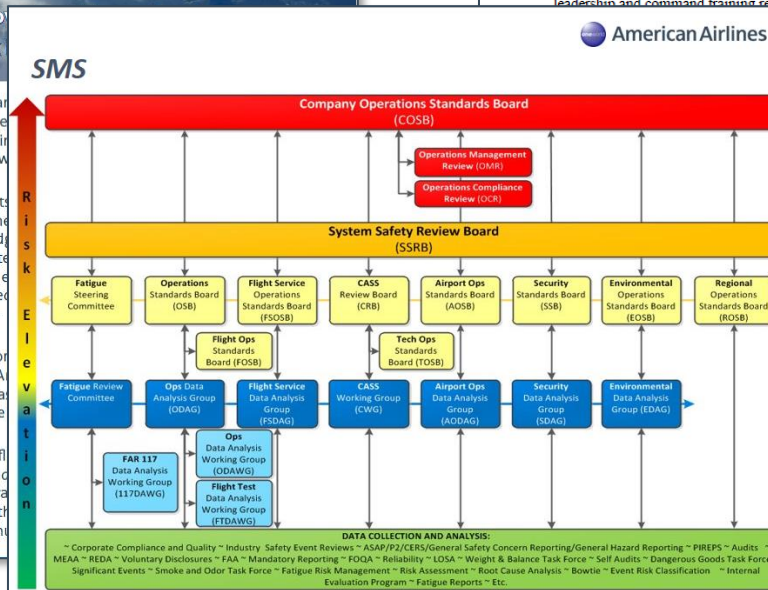 leadership and command training
American Airlines
SMS
Company Operations Standards Board
(COSB)
Operations Management
Review (OMR)
Operations Compliance
Review (OCR)
System Safety Review Board
(SSRB)
Risk Elevation
Fatigue
Steering
Committee
Operations
Standards Board
(OSB)
Flight Service
Operations
Standards Board
(FSOSB)
CASS
Review Board
(CRB)
Airport Ops
Standards Board
(AOSB)
Security
Standards Board
(SSB)
Environmental
Operations
Standards Board
(EOSB)
Regional
Operations
Standards Board
(ROSB)
Flight Ops
Standards
Board (FOSB)
Tech Ops
Standards
Board (TOSB)
Fatigue Review
Committee
Ops Data
Analysis Group
(ODAG)
Flight Service
Data Analysis
Group
(FSDAG)
CASS
Working Group
(CWG)
Airport Ops
Data Analysis
Group
(AODAG)
Security
Data Analysis
Group
(SDAG)
Environmental
Data Analysis
Group (EDAG)
FAR 117
Data Analysis
Working Group
(117DAWG)
Ops
Data Analysis
Working Group
(ODAWG)
Flight Test
Data Analysis
Working Group
(FTDAWG)
DATA COLLECTION AND ANALYSIS:
~ Corporate Compliance and Quality ~ Industry Safety Event Reviews ~ ASAP/P2/CERS/General Safety Concern Reporting/General Hazard Reporting ~ PIREPS ~ Audits ~
MEAA ~ REDA ~ Voluntary Disclosures ~ FAA ~ Mandatory Reporting ~ FOQA ~ Reliability ~ LOSA ~ Weight & Balance Task Force ~ Self Audits ~ Dangerous Goods Task Force
Significant Events ~ Smoke and Odor Task Force ~ Fatigue Risk Management ~ Risk Assessment ~ Root Cause Analysis ~ Bowtie ~ Event Risk Classification ~ Internal
Evaluation Program ~ Fatigue Reports ~ Etc.